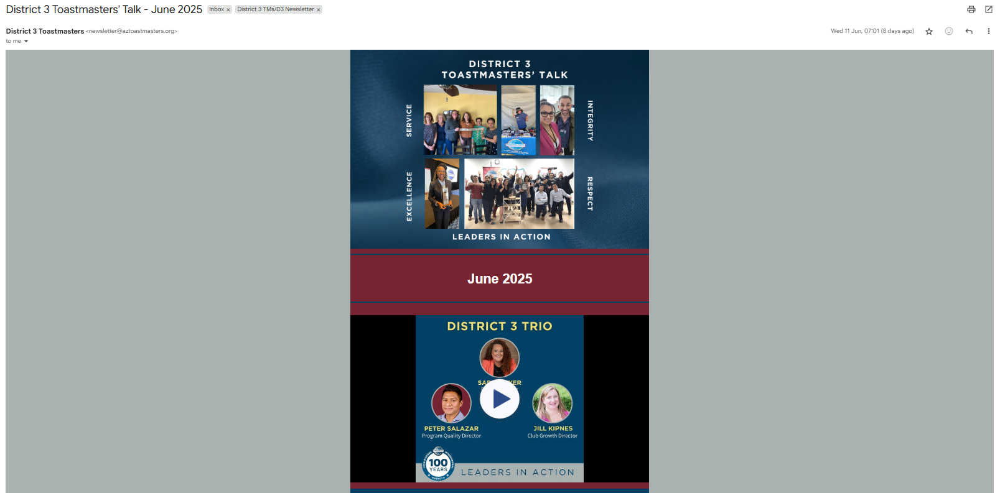 District 3 Toastmasters' Talk - June 2025 Inbox x District 3 TMs/D3 Newsletter x
District 3 Toastmasters <newsletter@aztoastmasters.org> Wed 11 Jun, 07:01 (8 days ago)
to me
DISTRICT 3
TOASTMASTERS' TALK
SERVICE
INTEGRITY
EXCELLENCE
RESPECT
LEADERS IN ACTION
June 2025
DISTRICT 3 TRIO
PETER SALAZAR
Program Quality Director
JILL KIPNES
Club Growth Director
100
YEARS
DISTRICT 3
LEADERS IN ACTION